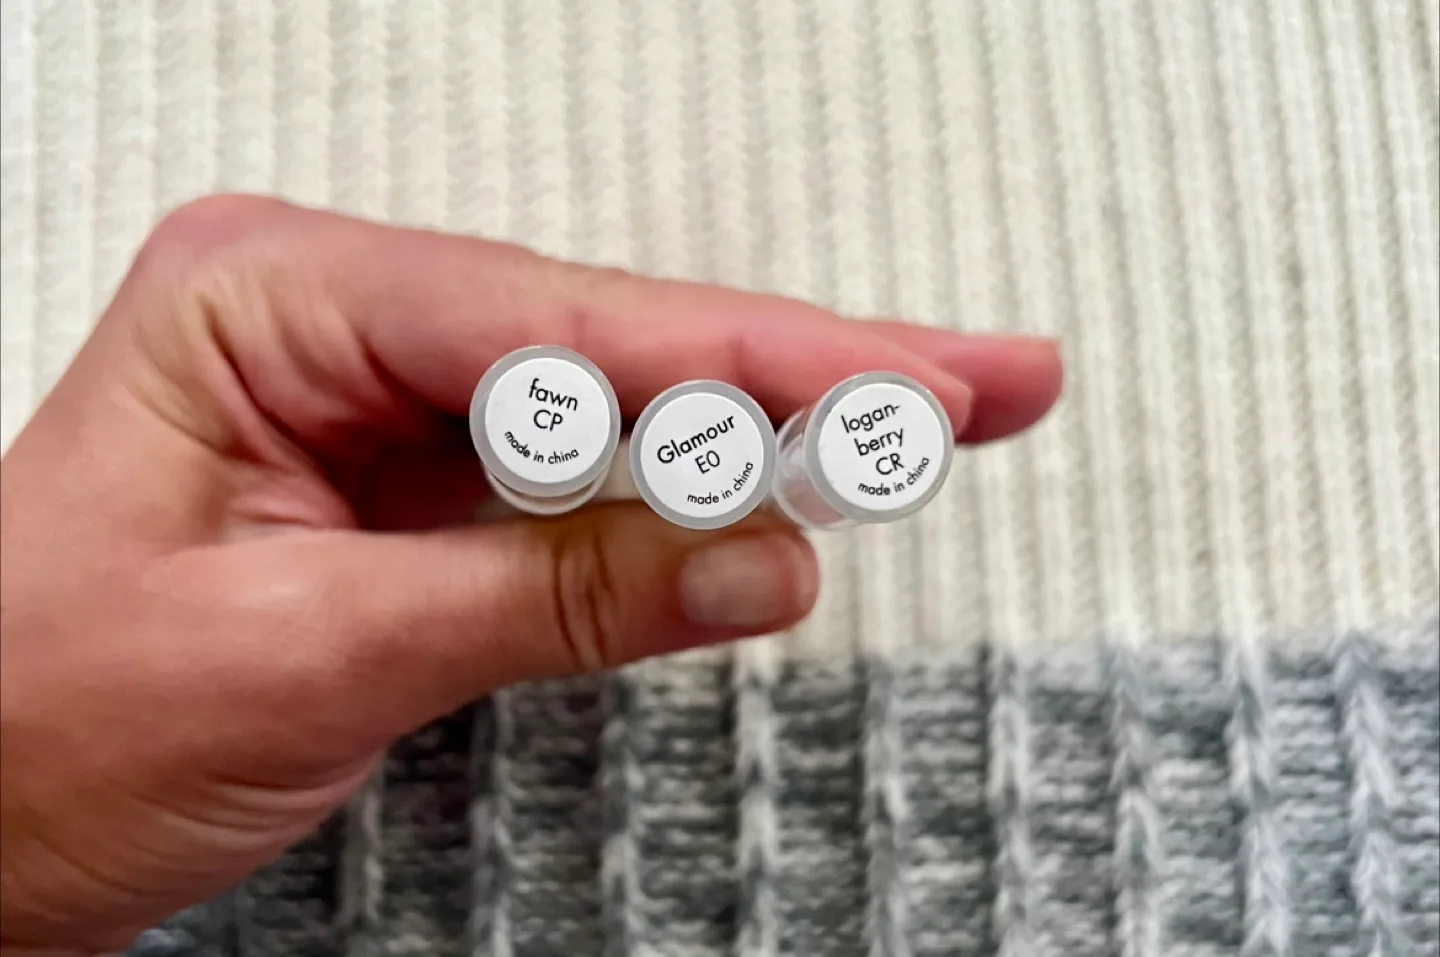 fawn
CP
made in china
Glamour
E0
made in china
logan-
berry
CR
made in china